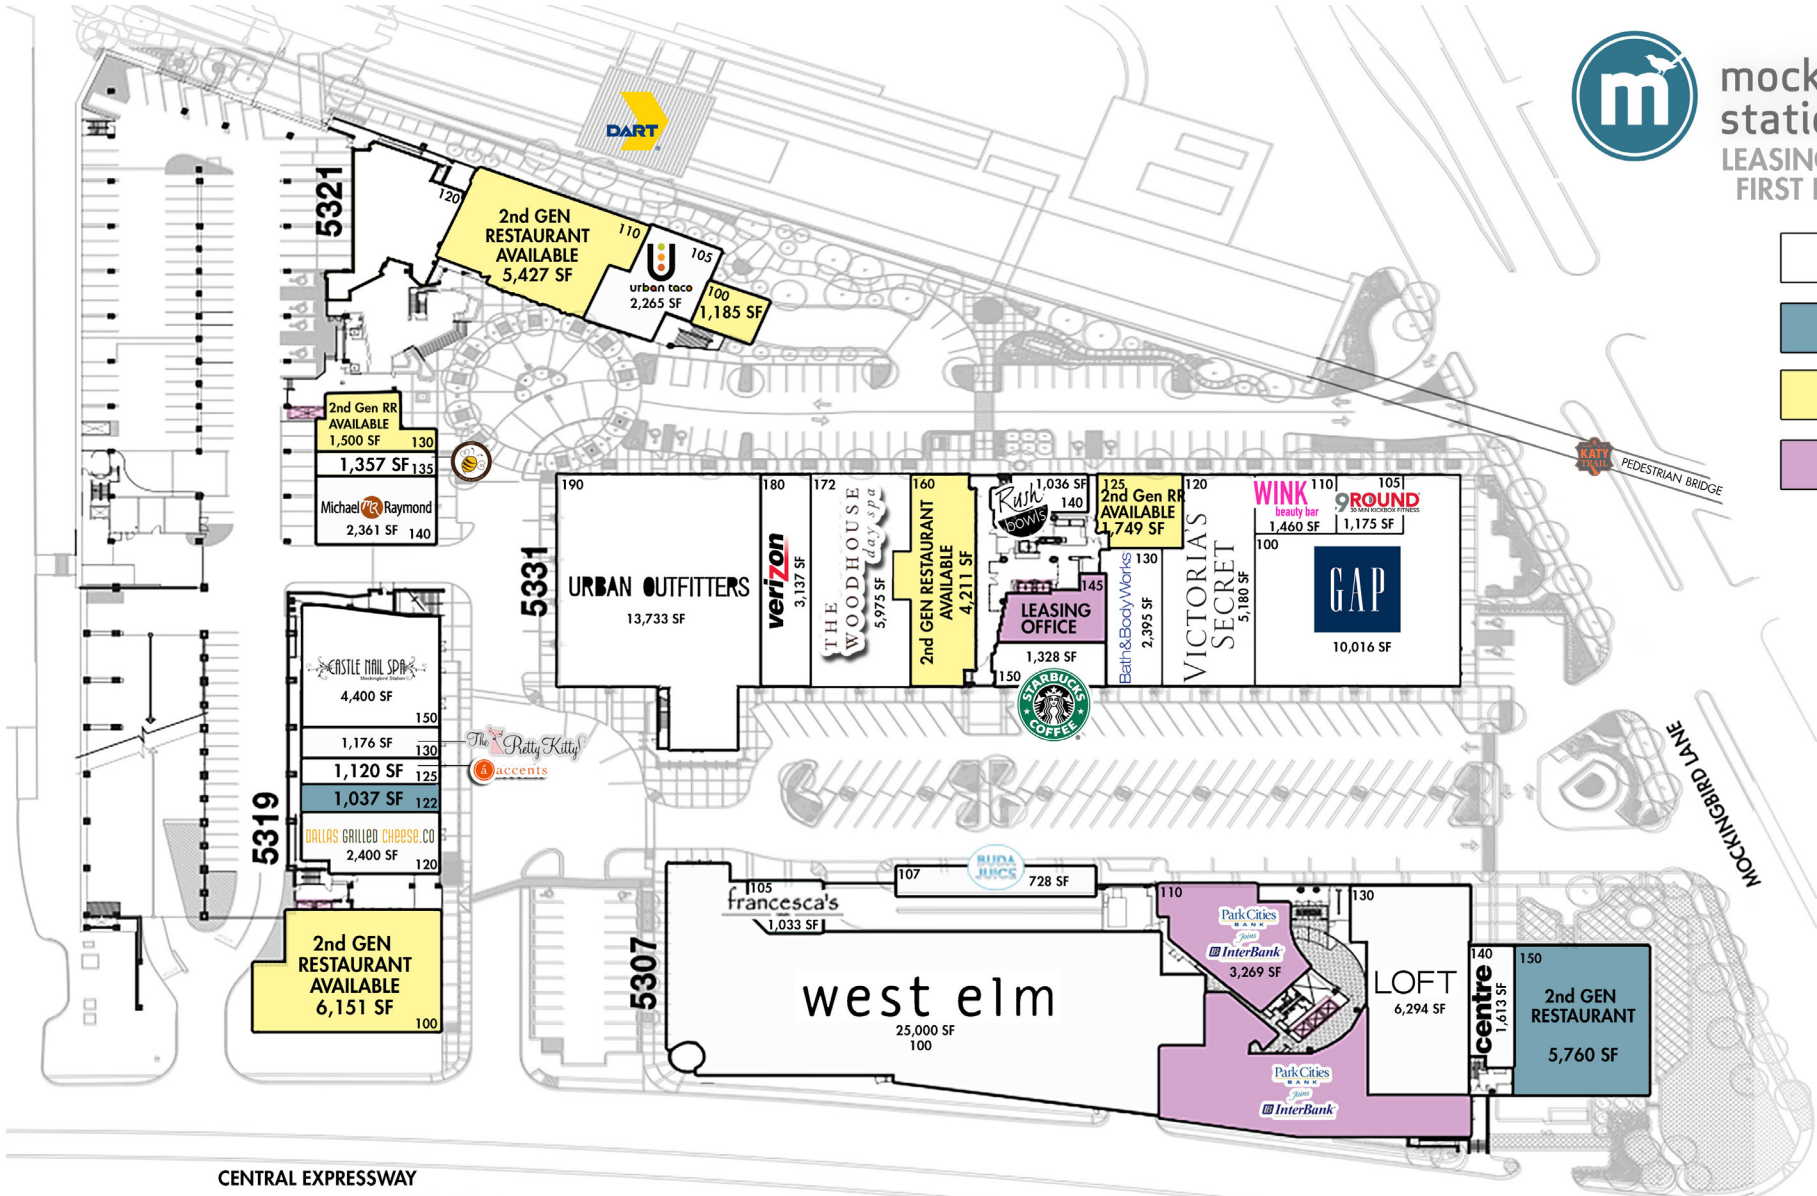 m
mock
static
LEASING
FIRST
DART
5321
120
2nd GEN
RESTAURANT
AVAILABLE
5,427 SF
110
105
urban taco
2,265 SF
100
1,185 SF
2nd Gen RR
AVAILABLE
1,500 SF
130
1,357 SF
135
Michael MR Raymond
2,361 SF
140
KATY
TRAIL
PEDESTRIAN BRIDGE
5331
190
URBAN OUTFITTERS
13,733 SF
180
verizon
3,137 SF
172
THE
WOODHOUSE
day spa
5,975 SF
160
2nd GEN RESTAURANT
AVAILABLE
4,211 SF
Rush
bowls
1,036 SF
140
125
2nd Gen RR
AVAILABLE
1,749 SF
145
LEASING
OFFICE
1,328 SF
150
STARBUCKS
COFFEE
130
Bath&BodyWorks
2,395 SF
120
VICTORIA'S
SECRET
5,180 SF
WINK
beauty bar
110
1,460 SF
105
9ROUND
30 MIN KICKBOX FITNESS
1,175 SF
100
GAP
10,016 SF
5319
CASTLE NAIL SPA
Mockingbird Station
4,400 SF
150
1,176 SF
130
The Pretty Kitty
1,120 SF
125
á accents
1,037 SF
122
DALLAS GRILLED CHEESE.CO
2,400 SF
120
2nd GEN
RESTAURANT
AVAILABLE
6,151 SF
100
MOCKINGBIRD LANE
5307
105
francesca's
1,033 SF
107
BUDA
JUICE
728 SF
west elm
25,000 SF
100
110
Park Cities
BANK
Joins
InterBank
3,269 SF
Park Cities
BANK
Joins
InterBank
130
LOFT
6,294 SF
140
centre
1,613 SF
150
2nd GEN
RESTAURANT
5,760 SF
CENTRAL EXPRESSWAY